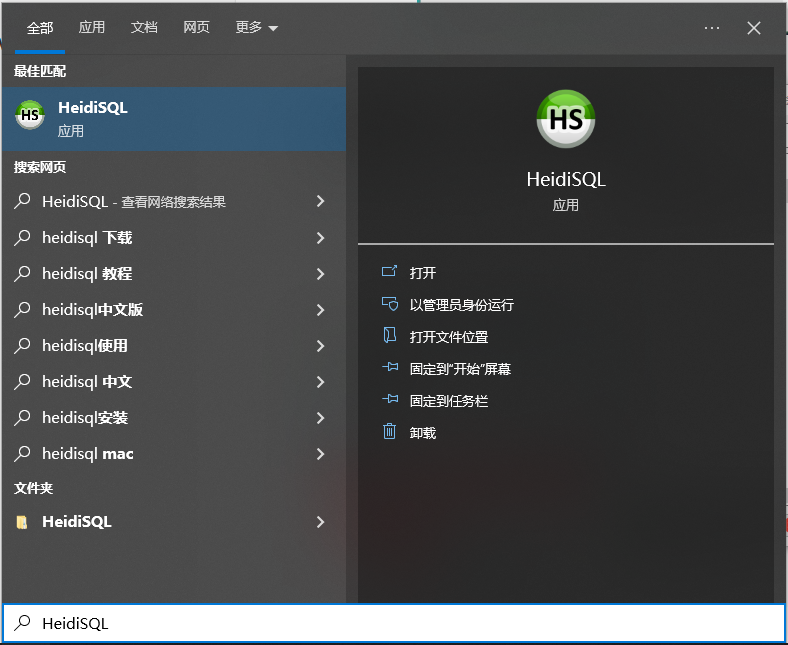 全部 应用 文档 网页 更多
最佳匹配
HS
HeidiSQL
应用
搜索网页
HeidiSQL - 查看网络搜索结果
heidisql 下载
heidisql 教程
heidisql中文版
heidisql使用
heidisql 中文
heidisql安装
heidisql mac
文件夹
HeidiSQL
HS
HeidiSQL
应用
打开
以管理员身份运行
打开文件位置
固定到"开始"屏幕
固定到任务栏
卸载
HeidiSQL